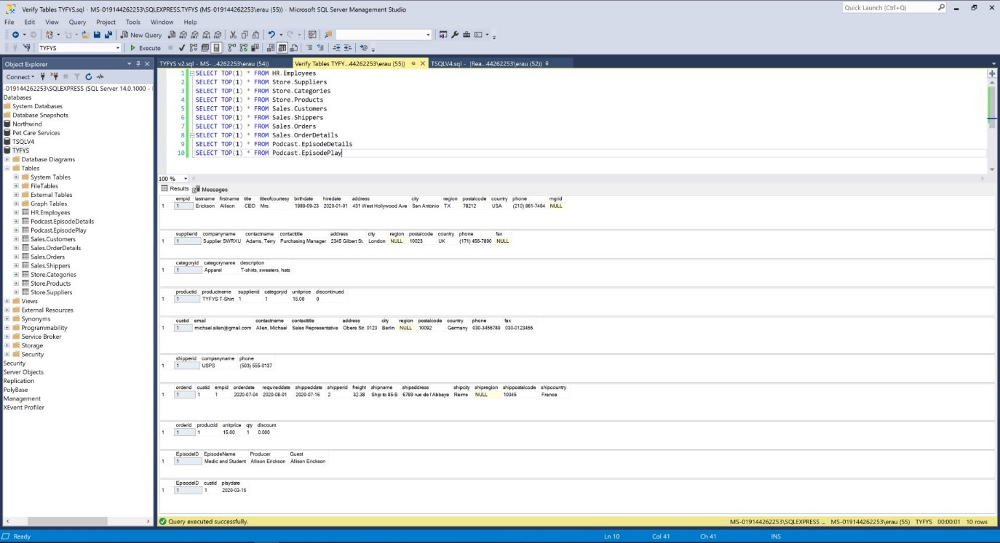 Verify Tables TYFYS.sql - MS-019144262253\SQLEXPRESS.TYFYS (MS-019144262253\erau (55)) - Microsoft SQL Server Management Studio
Quick Launch (Ctrl+Q)
File Edit View Query Project Tools Window Help
New Query
TYFYS
Execute
Object Explorer
TYFYS v2.sql - MS-...4262253\erau (54))
Verify Tables TYFY...44262253\erau (55))
TSQLV4.sql - (Rea...44262253\erau (52))
Connect
-019144262253\SQLEXPRESS (SQL Server 14.0.1000 -
Databases
System Databases
Database Snapshots
Northwind
Pet Care Services
TSQLV4
TYFYS
Database Diagrams
Tables
System Tables
FileTables
External Tables
Graph Tables
HR.Employees
Podcast.EpisodeDetails
Podcast.EpisodePlay
Sales.Customers
Sales.OrderDetails
Sales.Orders
Sales.Shippers
Store.Categories
Store.Products
Store.Suppliers
Views
External Resources
Synonyms
Programmability
Service Broker
Storage
Security
Security
Server Objects
Replication
PolyBase
Management
XEvent Profiler
1 SELECT TOP(1) * FROM HR.Employees
2 SELECT TOP(1) * FROM Store.Suppliers
3 SELECT TOP(1) * FROM Store.Categories
4 SELECT TOP(1) * FROM Store.Products
5 SELECT TOP(1) * FROM Sales.Customers
6 SELECT TOP(1) * FROM Sales.Shippers
7 SELECT TOP(1) * FROM Sales.Orders
8 SELECT TOP(1) * FROM Sales.OrderDetails
9 SELECT TOP(1) * FROM Podcast.EpisodeDetails
10 SELECT TOP(1) * FROM Podcast.EpisodePlay
100 %
Results Messages
empid lastname firstname title titleofcourtesy birthdate hiredate address city region postalcode country phone mgrid
1 1 Erickson Allison CEO Mrs. 1989-09-23 2020-01-01 431 West Hollywood Ave San Antonio TX 78212 USA (210) 861-7464 NULL
supplierid companyname contactname contacttitle address city region postalcode country phone fax
1 1 Supplier SWRXU Adams, Terry Purchasing Manager 2345 Gilbert St. London NULL 10023 UK (171) 456-7890 NULL
categoryid categoryname description
1 1 Apparel T-shirts, sweaters, hats
productid productname supplierid categoryid unitprice discontinued
1 1 TYFYS T-Shirt 1 1 15.00 0
custid email contactname contacttitle address city region postalcode country phone fax
1 1 michael.allen@gmail.com Allen, Michael Sales Representative Obere Str. 0123 Berlin NULL 10092 Germany 030-3456789 030-0123456
shipperid companyname phone
1 1 USPS (503) 555-0137
orderid custid empid orderdate requireddate shippeddate shipperid freight shipname shipaddress shipcity shipregion shippostalcode shipcountry
1 1 1 1 2020-07-04 2020-08-01 2020-07-16 2 32.38 Ship to 85-B 6789 rue de l'Abbaye Reims NULL 10345 France
orderid productid unitprice qty discount
1 1 1 15.00 1 0.000
EpisodeID EpisodeName Producer Guest
1 1 Medic and Student Allison Erickson Allison Erickson
EpisodeID custid playdate
1 1 1 2020-03-15
Query executed successfully.
MS-019144262253\SQLEXPRESS ... MS-019144262253\erau (55) TYFYS 00:00:01 10 rows
Ready
Ln 10 Col 41 Ch 41 INS